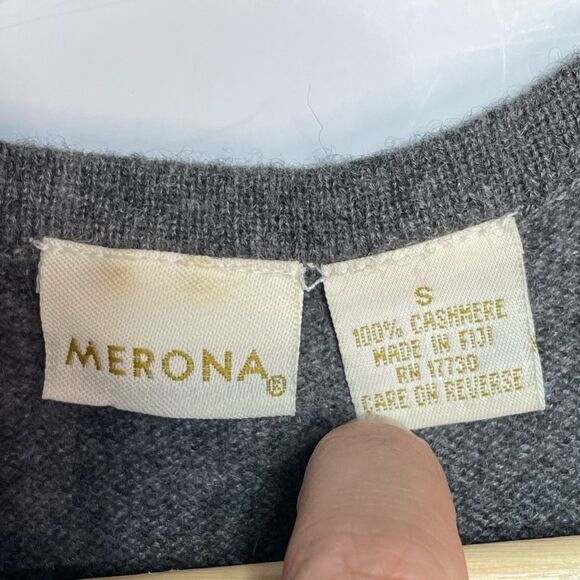 MERONA®
S
100% CASHMERE
MADE IN FIJI
RN 17730
CARE ON REVERSE